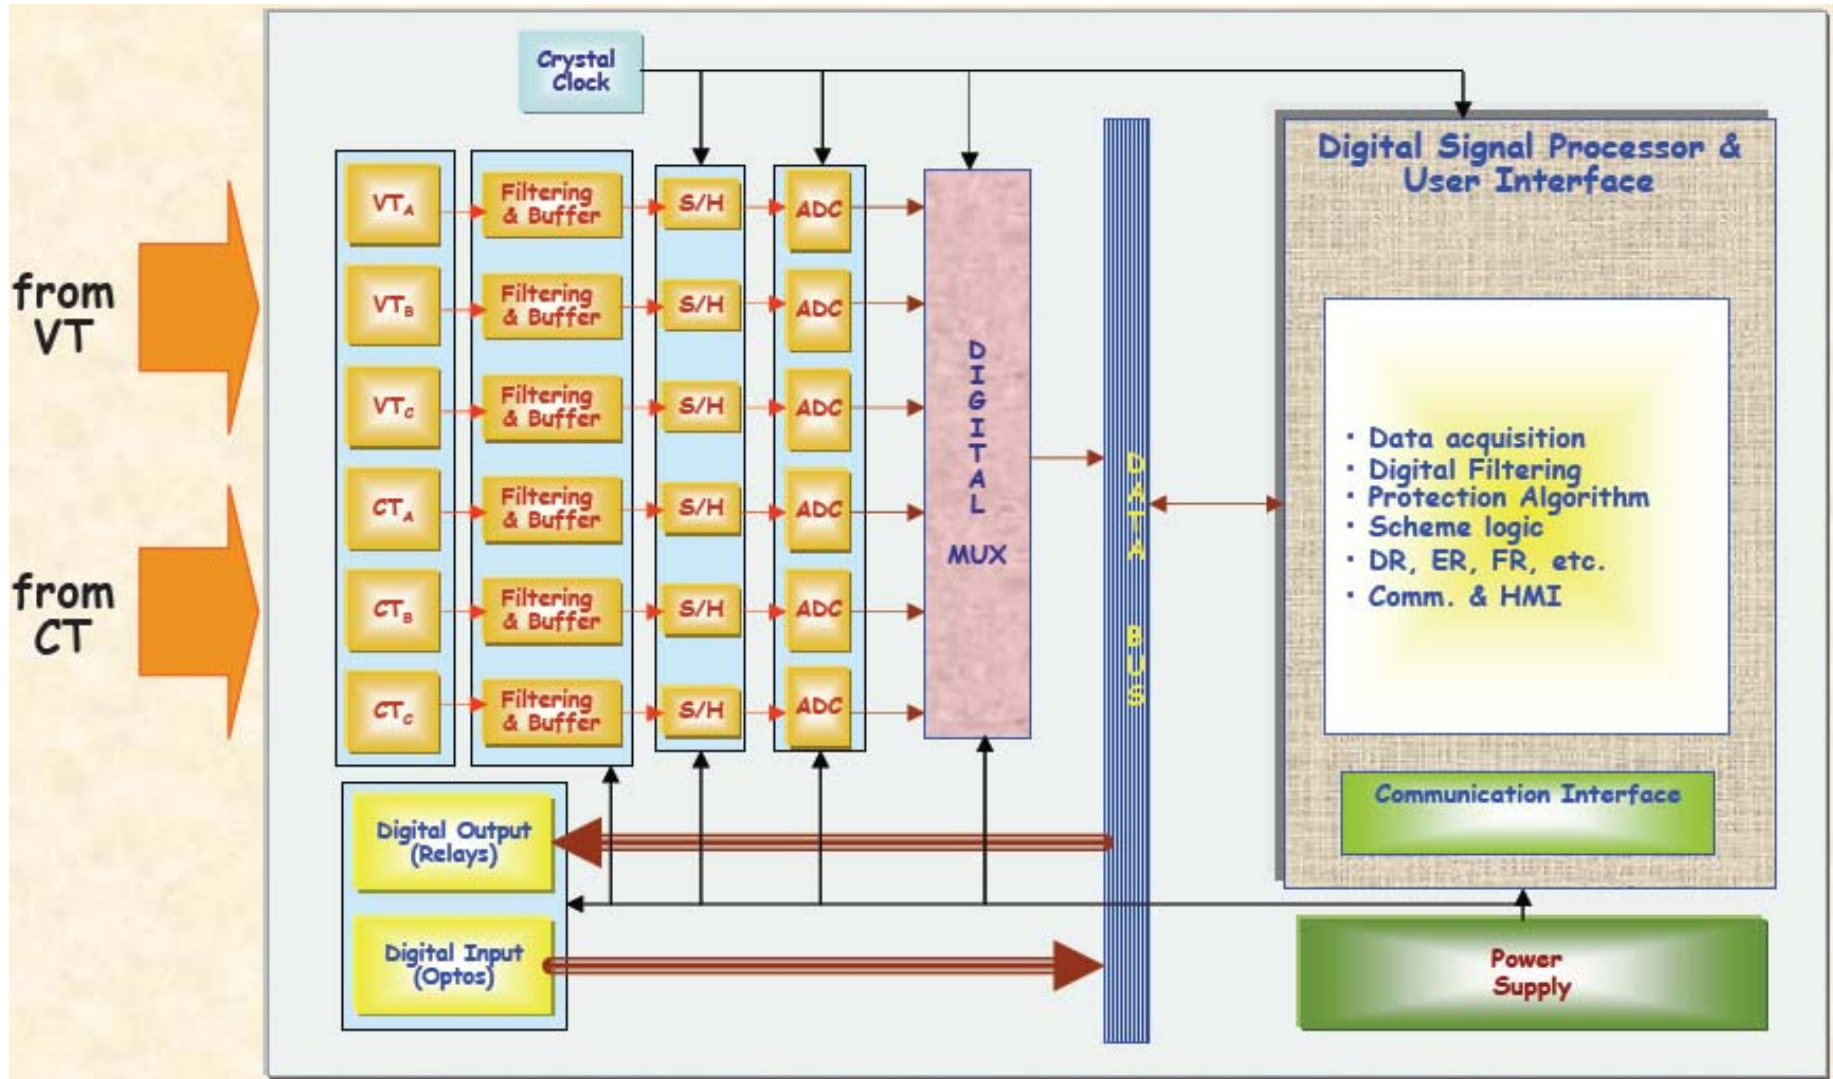 Crystal
Clock
Digital Signal Processor &
User Interface
from
VT
from
CT
VTA
Filtering
& Buffer
S/H
ADC
VTB
Filtering
& Buffer
S/H
ADC
VTC
Filtering
& Buffer
S/H
ADC
CTA
Filtering
& Buffer
S/H
ADC
CTB
Filtering
& Buffer
S/H
ADC
CTC
Filtering
& Buffer
S/H
ADC
DIGITAL
MUX
DATA BUS
· Data acquisition
· Digital Filtering
· Protection Algorithm
· Scheme logic
· DR, ER, FR, etc.
· Comm. & HMI
Communication Interface
Digital Output
(Relays)
Digital Input
(Optos)
Power
Supply